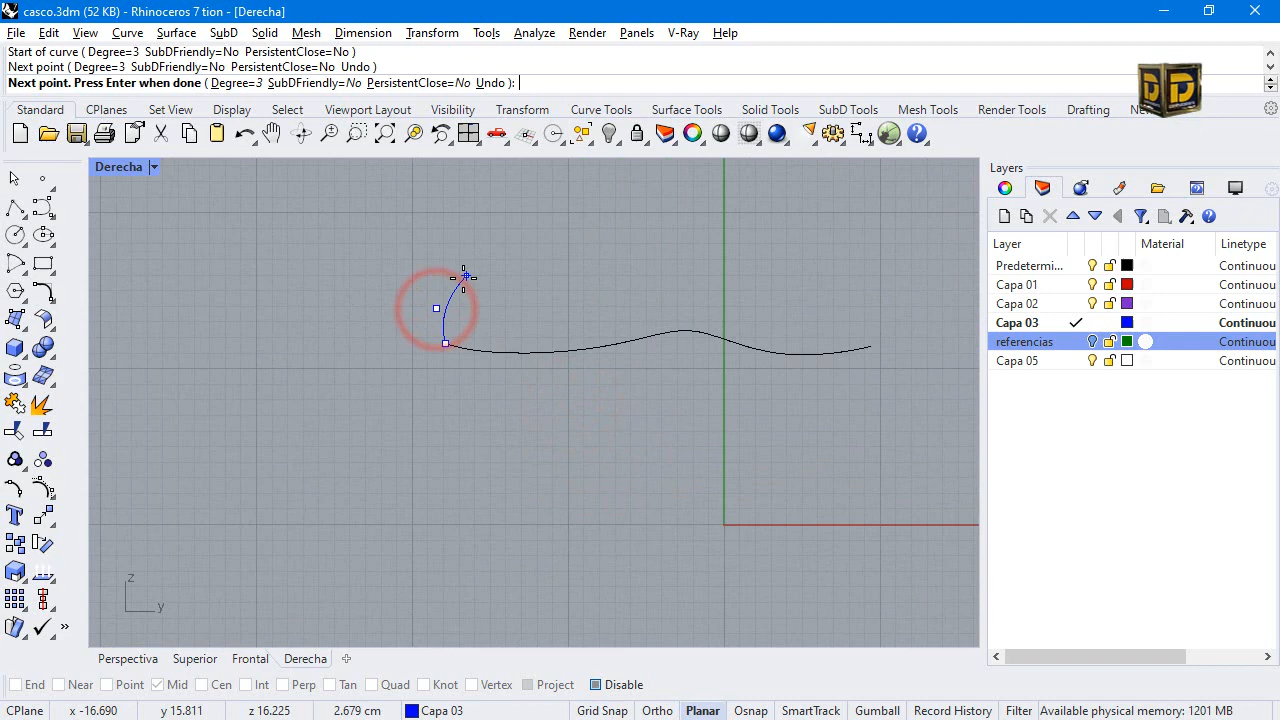 casco.3dm (52 KB) - Rhinoceros 7 tion - [Derecha]
File Edit View Curve Surface SubD Solid Mesh Dimension Transform Tools Analyze Render Panels V-Ray Help
Start of curve ( Degree=3 SubDFriendly=No PersistentClose=No )
Next point ( Degree=3 SubDFriendly=No PersistentClose=No Undo )
Next point. Press Enter when done ( Degree=3 SubDFriendly=No PersistentClose=No Undo ):
Standard CPlanes Set View Display Select Viewport Layout Visibility Transform Curve Tools Surface Tools Solid Tools SubD Tools Mesh Tools Render Tools Drafting
Derecha
Layers
Layer Material Linetype
Predetermi... Continuou
Capa 01 Continuou
Capa 02 Continuou
Capa 03 Continuou
referencias Continuou
Capa 05 Continuou
z
y
Perspectiva Superior Frontal Derecha
End Near Point Mid Cen Int Perp Tan Quad Knot Vertex Project Disable
CPlane x -16.690 y 15.811 z 16.225 2.679 cm Capa 03 Grid Snap Ortho Planar Osnap SmartTrack Gumball Record History Filter Available physical memory: 1201 MB